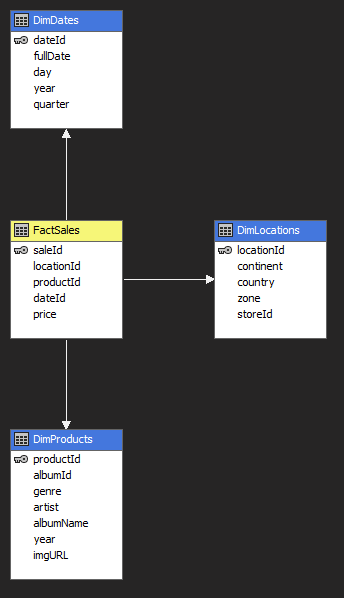 DimDates
dateId
fullDate
day
year
quarter
FactSales
saleId
locationId
productId
dateId
price
DimLocations
locationId
continent
country
zone
storeId
DimProducts
productId
albumId
genre
artist
albumName
year
imgURL